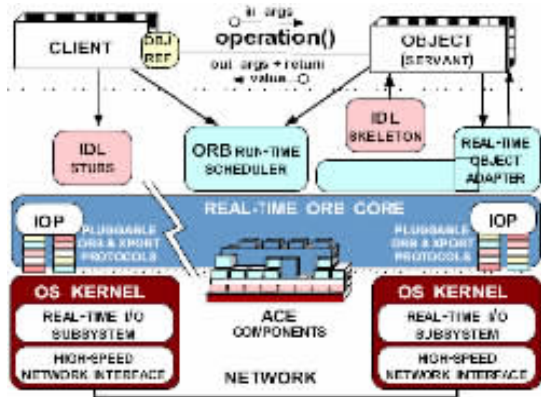 in args
CLIENT
OBJ
REF
operation()
OBJECT
(SERVANT)
out args + return
value
IDL
STUBS
ORB RUN-TIME
SCHEDULER
IDL
SKELETON
REAL-TIME
OBJECT
ADAPTER
REAL-TIME ORB CORE
IOP
IOP
PLUGGABLE
ORB & XPORT
PROTOCOLS
PLUGGABLE
ORB & XPORT
PROTOCOLS
OS KERNEL
REAL-TIME I/O
SUBSYSTEM
HIGH-SPEED
NETWORK INTERFACE
ACE
COMPONENTS
NETWORK
OS KERNEL
REAL-TIME I/O
SUBSYSTEM
HIGH-SPEED
NETWORK INTERFACE